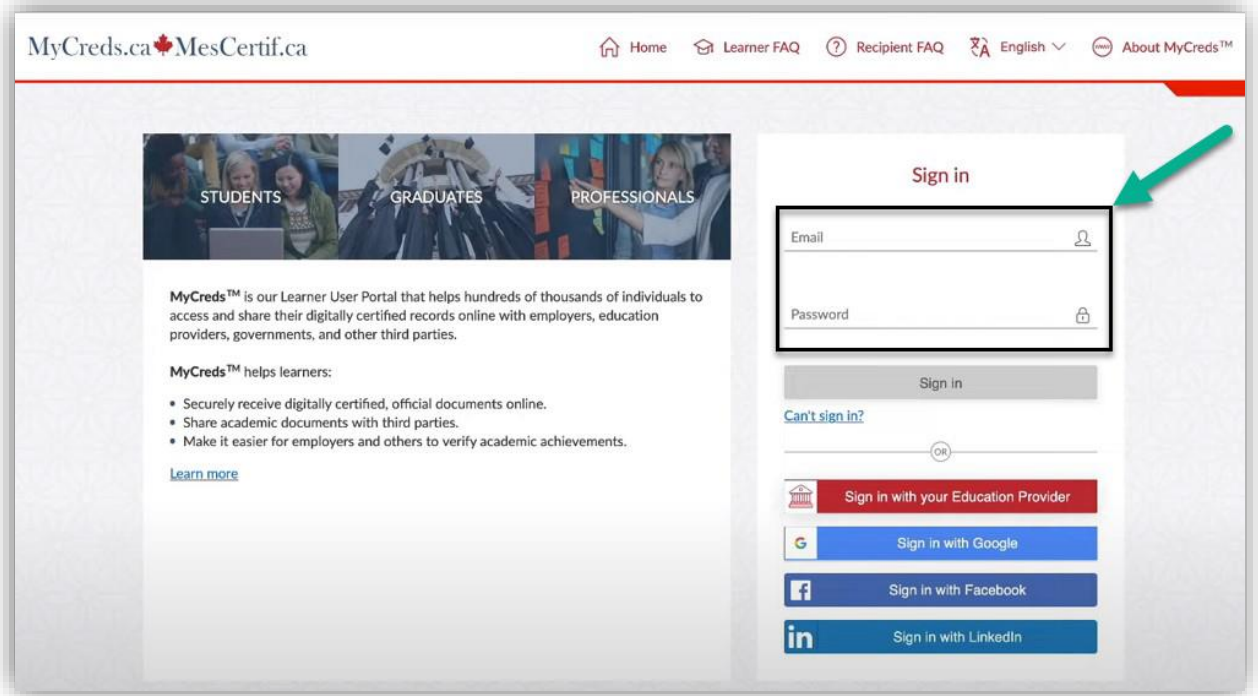 MyCreds.ca MesCertif.ca
Home Learner FAQ Recipient FAQ English About MyCreds™
STUDENTS GRADUATES PROFESSIONALS
MyCreds™ is our Learner User Portal that helps hundreds of thousands of individuals to
access and share their digitally certified records online with employers, education
providers, governments, and other third parties.
MyCreds™ helps learners:
• Securely receive digitally certified, official documents online.
• Share academic documents with third parties.
• Make it easier for employers and others to verify academic achievements.
Learn more
Sign in
Email
Password
Sign in
Can't sign in?
OR
Sign in with your Education Provider
G Sign in with Google
f Sign in with Facebook
in Sign in with LinkedIn